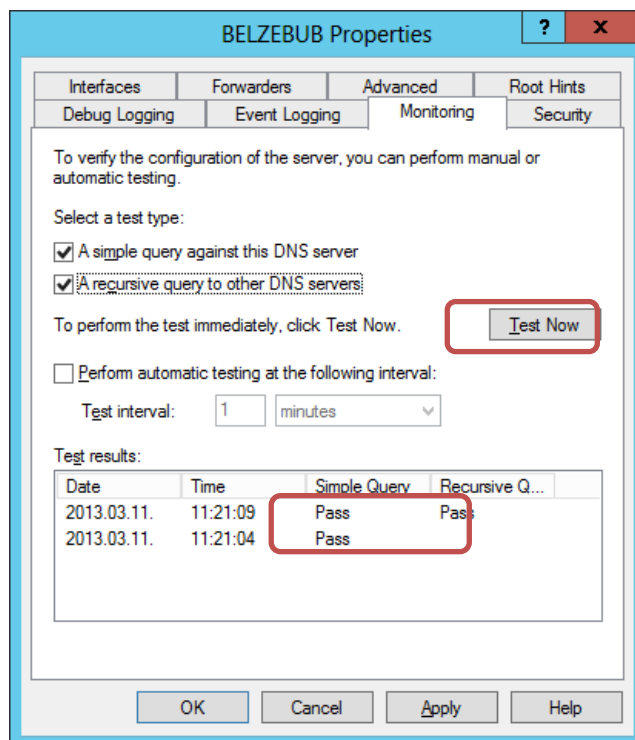 BELZEBUB Properties ? x
Interfaces Forwarders Advanced Root Hints
Debug Logging Event Logging Monitoring Security
To verify the configuration of the server, you can perform manual or
automatic testing.
Select a test type:
A simple query against this DNS server
A recursive query to other DNS servers
To perform the test immediately, click Test Now. Test Now
Perform automatic testing at the following interval:
Test interval: 1 minutes
Test results:
Date Time Simple Query Recursive Q...
2013.03.11. 11:21:09 Pass Pass
2013.03.11. 11:21:04 Pass
OK Cancel Apply Help